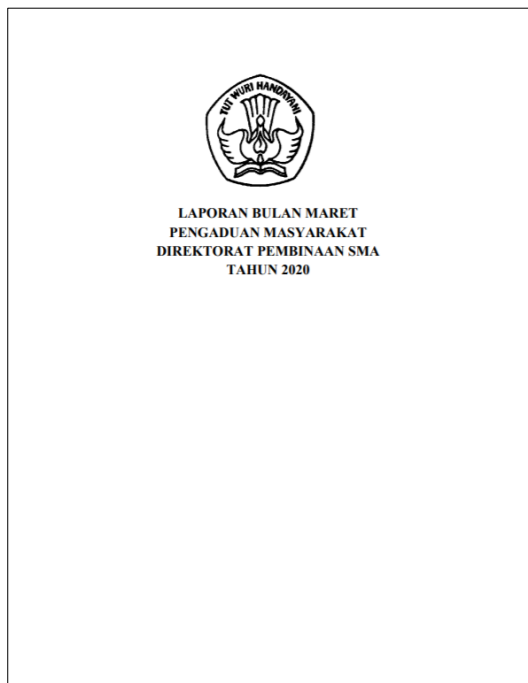 TUT WURI HANDAYANI
LAPORAN BULAN MARET
PENGADUAN MASYARAKAT
DIREKTORAT PEMBINAAN SMA
TAHUN 2020